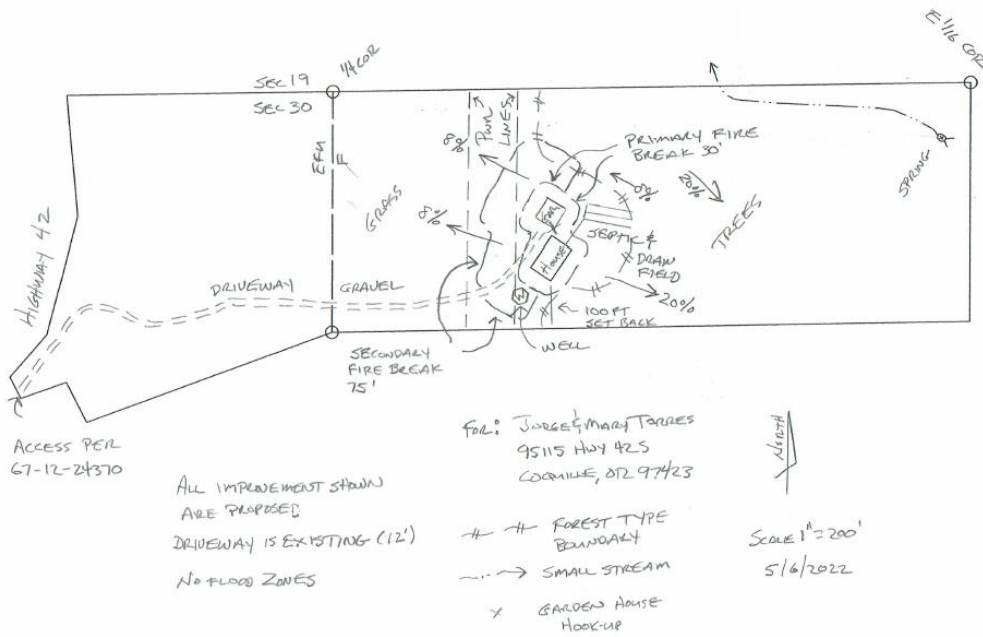 E 1/16 COR
SEC 19
1/4 COR
SEC 30
PWR
LINES
8%
PRIMARY FIRE
BREAK 30'
SPRING
EFU
F
GRASS
20%
TREES
8%
SEPTIC &
DRAIN
FIELD
HOUSE
HIGHWAY 42
DRIVEWAY
GRAVEL
20%
100 FT
SET BACK
W
WELL
SECONDARY
FIRE BREAK
75'
ACCESS PER
67-12-24370
FOR: JORGE & MARY TORRES
95115 HWY 42S
COQUILLE, OR 97423
NORTH
ALL IMPROVEMENT SHOWN
ARE PROPOSED
DRIVEWAY IS EXISTING (12')
NO FLOOD ZONES
FOREST TYPE
BOUNDARY
SMALL STREAM
X GARDEN HOUSE
HOOK-UP
SCALE 1" = 200'
5/6/2022